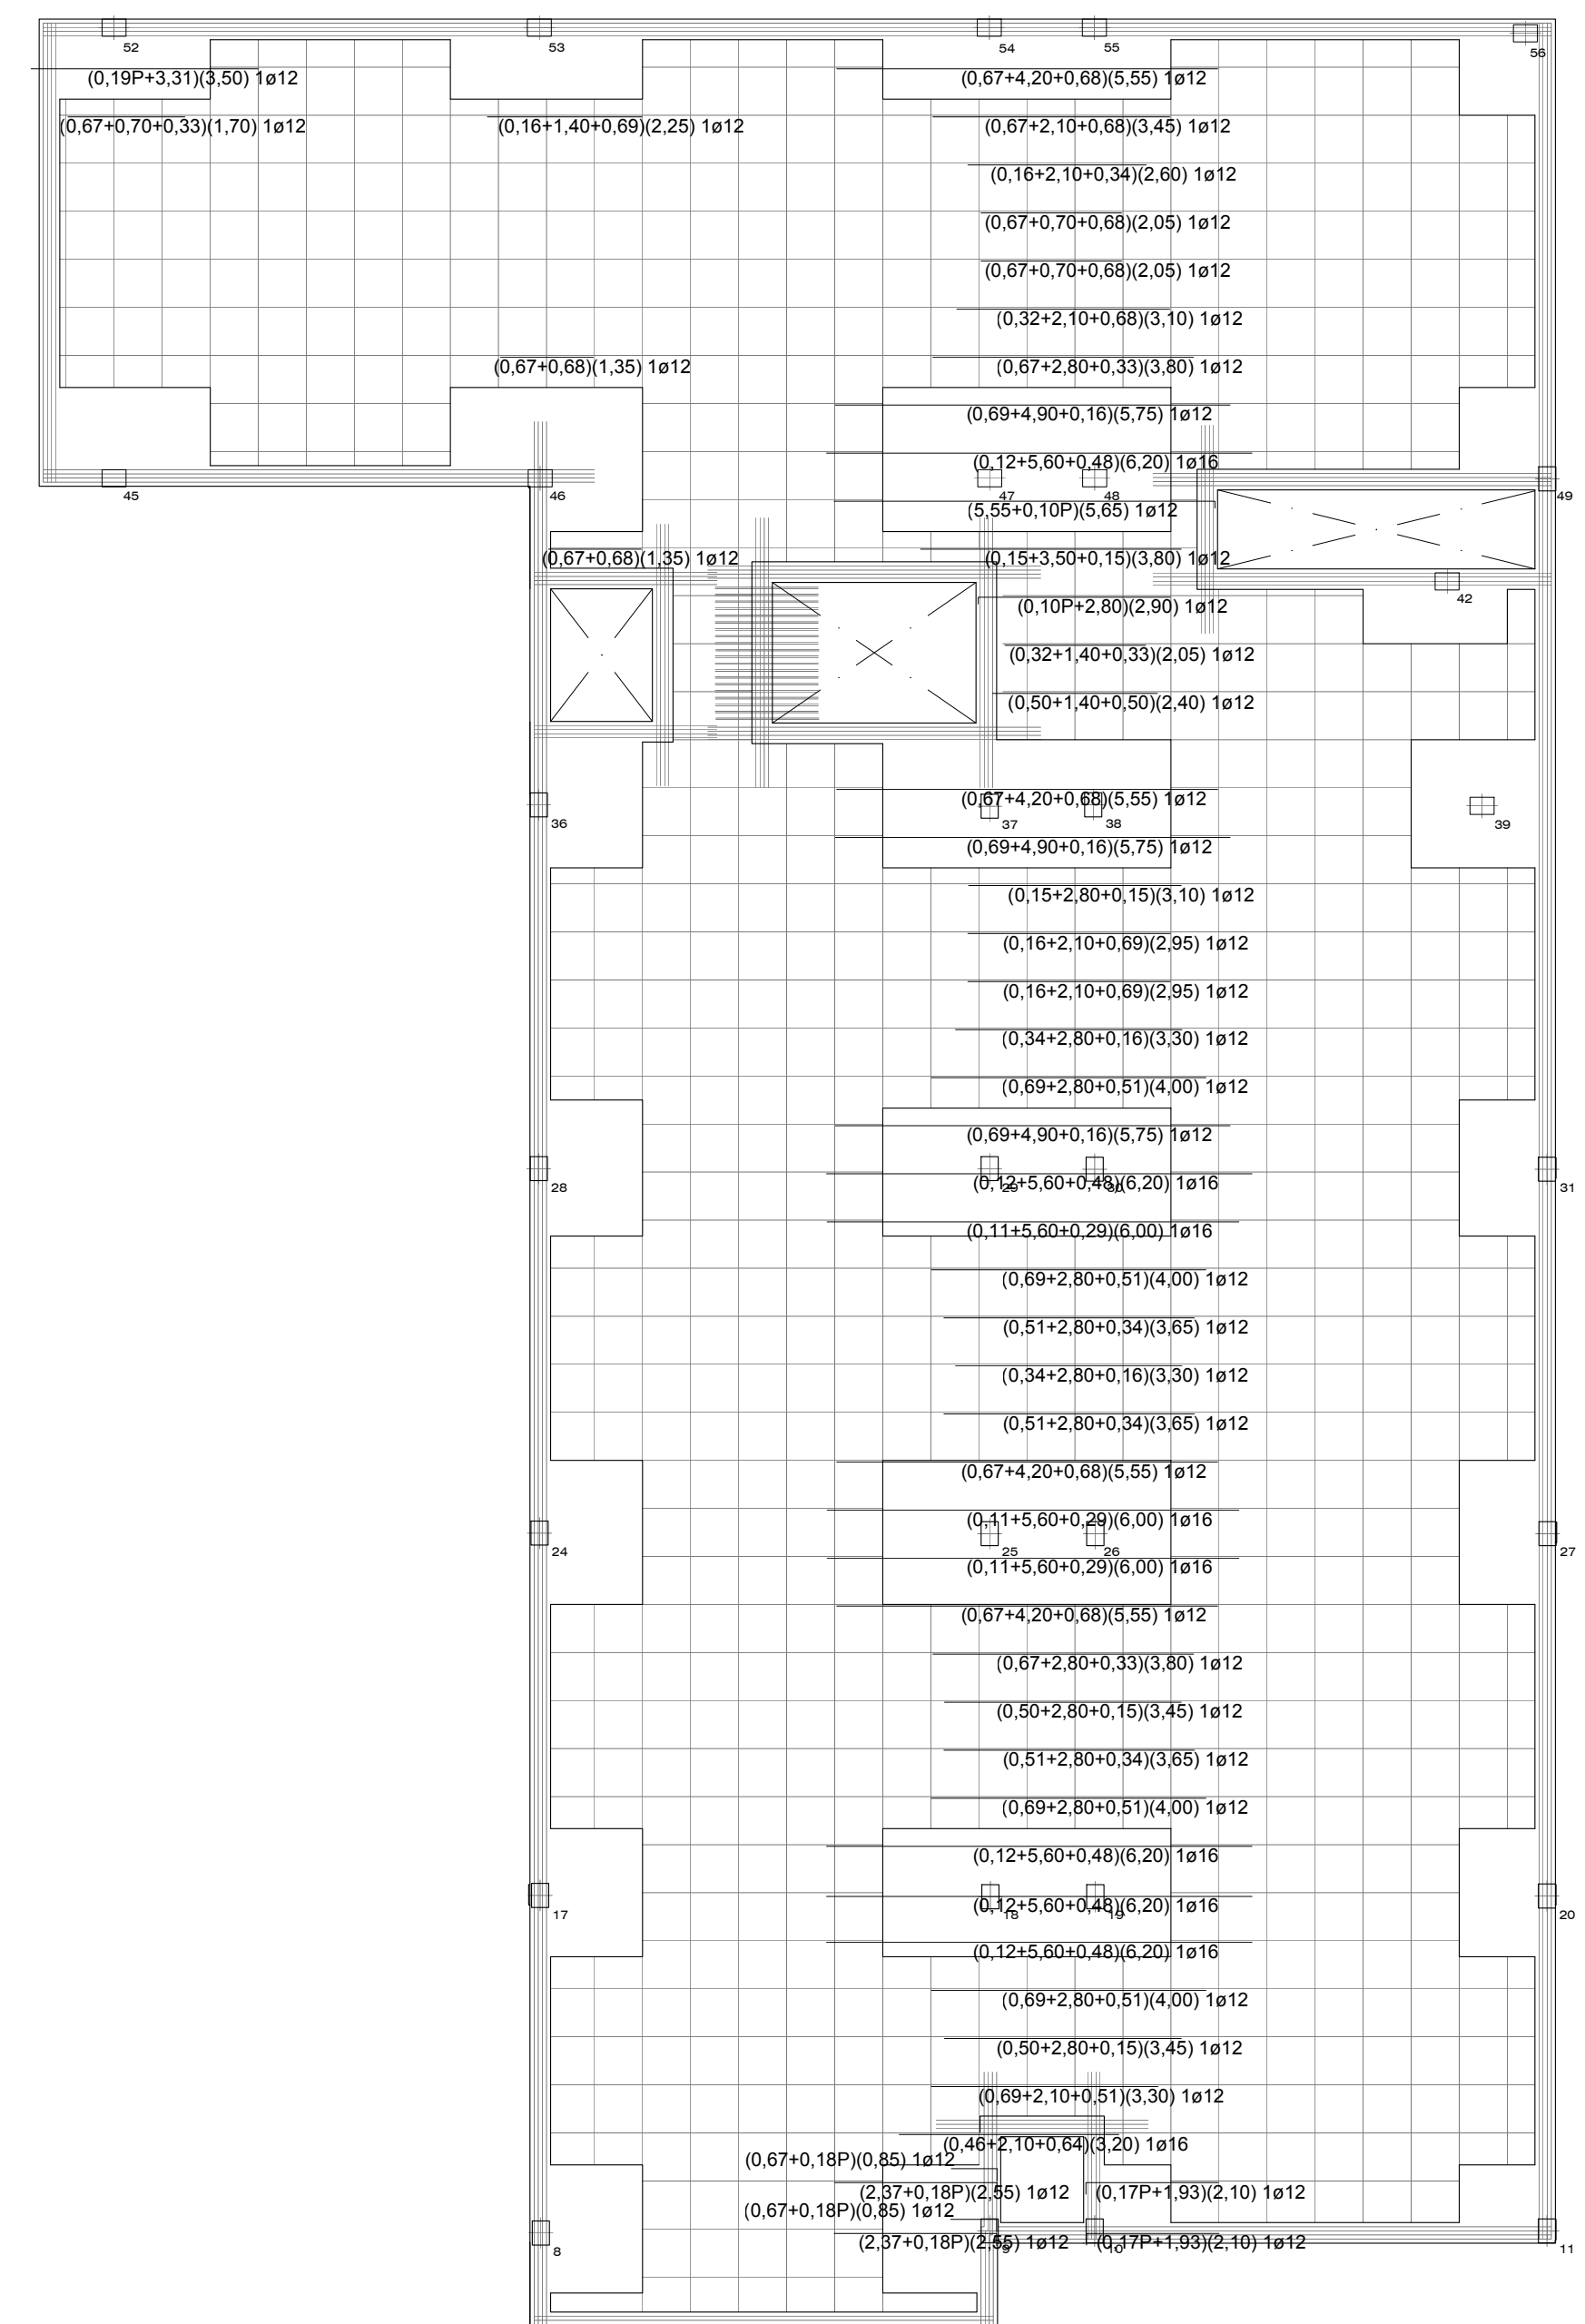 52 53 54 55 56
(0,19P+3,31)(3,50) 1ø12 (0,67+4,20+0,68)(5,55) 1ø12
(0,67+0,70+0,33)(1,70) 1ø12 (0,16+1,40+0,69)(2,25) 1ø12 (0,67+2,10+0,68)(3,45) 1ø12
(0,16+2,10+0,34)(2,60) 1ø12
(0,67+0,70+0,68)(2,05) 1ø12
(0,67+0,70+0,68)(2,05) 1ø12
(0,32+2,10+0,68)(3,10) 1ø12
(0,67+0,68)(1,35) 1ø12 (0,67+2,80+0,33)(3,80) 1ø12
(0,69+4,90+0,16)(5,75) 1ø12
(0,12+5,60+0,48)(6,20) 1ø16
45 46 47 48 49
(5,55+0,10P)(5,65) 1ø12
(0,67+0,68)(1,35) 1ø12 (0,15+3,50+0,15)(3,80) 1ø12
42
(0,10P+2,80)(2,90) 1ø12
(0,32+1,40+0,33)(2,05) 1ø12
(0,50+1,40+0,50)(2,40) 1ø12
(0,67+4,20+0,68)(5,55) 1ø12
36 37 38 39
(0,69+4,90+0,16)(5,75) 1ø12
(0,15+2,80+0,15)(3,10) 1ø12
(0,16+2,10+0,69)(2,95) 1ø12
(0,16+2,10+0,69)(2,95) 1ø12
(0,34+2,80+0,16)(3,30) 1ø12
(0,69+2,80+0,51)(4,00) 1ø12
(0,69+4,90+0,16)(5,75) 1ø12
(0,12+5,60+0,48)(6,20) 1ø16
28 29 30 31
(0,11+5,60+0,29)(6,00) 1ø16
(0,69+2,80+0,51)(4,00) 1ø12
(0,51+2,80+0,34)(3,65) 1ø12
(0,34+2,80+0,16)(3,30) 1ø12
(0,51+2,80+0,34)(3,65) 1ø12
(0,67+4,20+0,68)(5,55) 1ø12
(0,11+5,60+0,29)(6,00) 1ø16
24 25 26 27
(0,11+5,60+0,29)(6,00) 1ø16
(0,67+4,20+0,68)(5,55) 1ø12
(0,67+2,80+0,33)(3,80) 1ø12
(0,50+2,80+0,15)(3,45) 1ø12
(0,51+2,80+0,34)(3,65) 1ø12
(0,69+2,80+0,51)(4,00) 1ø12
(0,12+5,60+0,48)(6,20) 1ø16
(0,12+5,60+0,48)(6,20) 1ø16
17 18 19 20
(0,12+5,60+0,48)(6,20) 1ø16
(0,69+2,80+0,51)(4,00) 1ø12
(0,50+2,80+0,15)(3,45) 1ø12
(0,69+2,10+0,51)(3,30) 1ø12
(0,46+2,10+0,64)(3,20) 1ø16
(0,67+0,18P)(0,85) 1ø12
(2,37+0,18P)(2,55) 1ø12 (0,17P+1,93)(2,10) 1ø12
(0,67+0,18P)(0,85) 1ø12
(2,37+0,18P)(2,55) 1ø12 (0,17P+1,93)(2,10) 1ø12
8 9 10 11